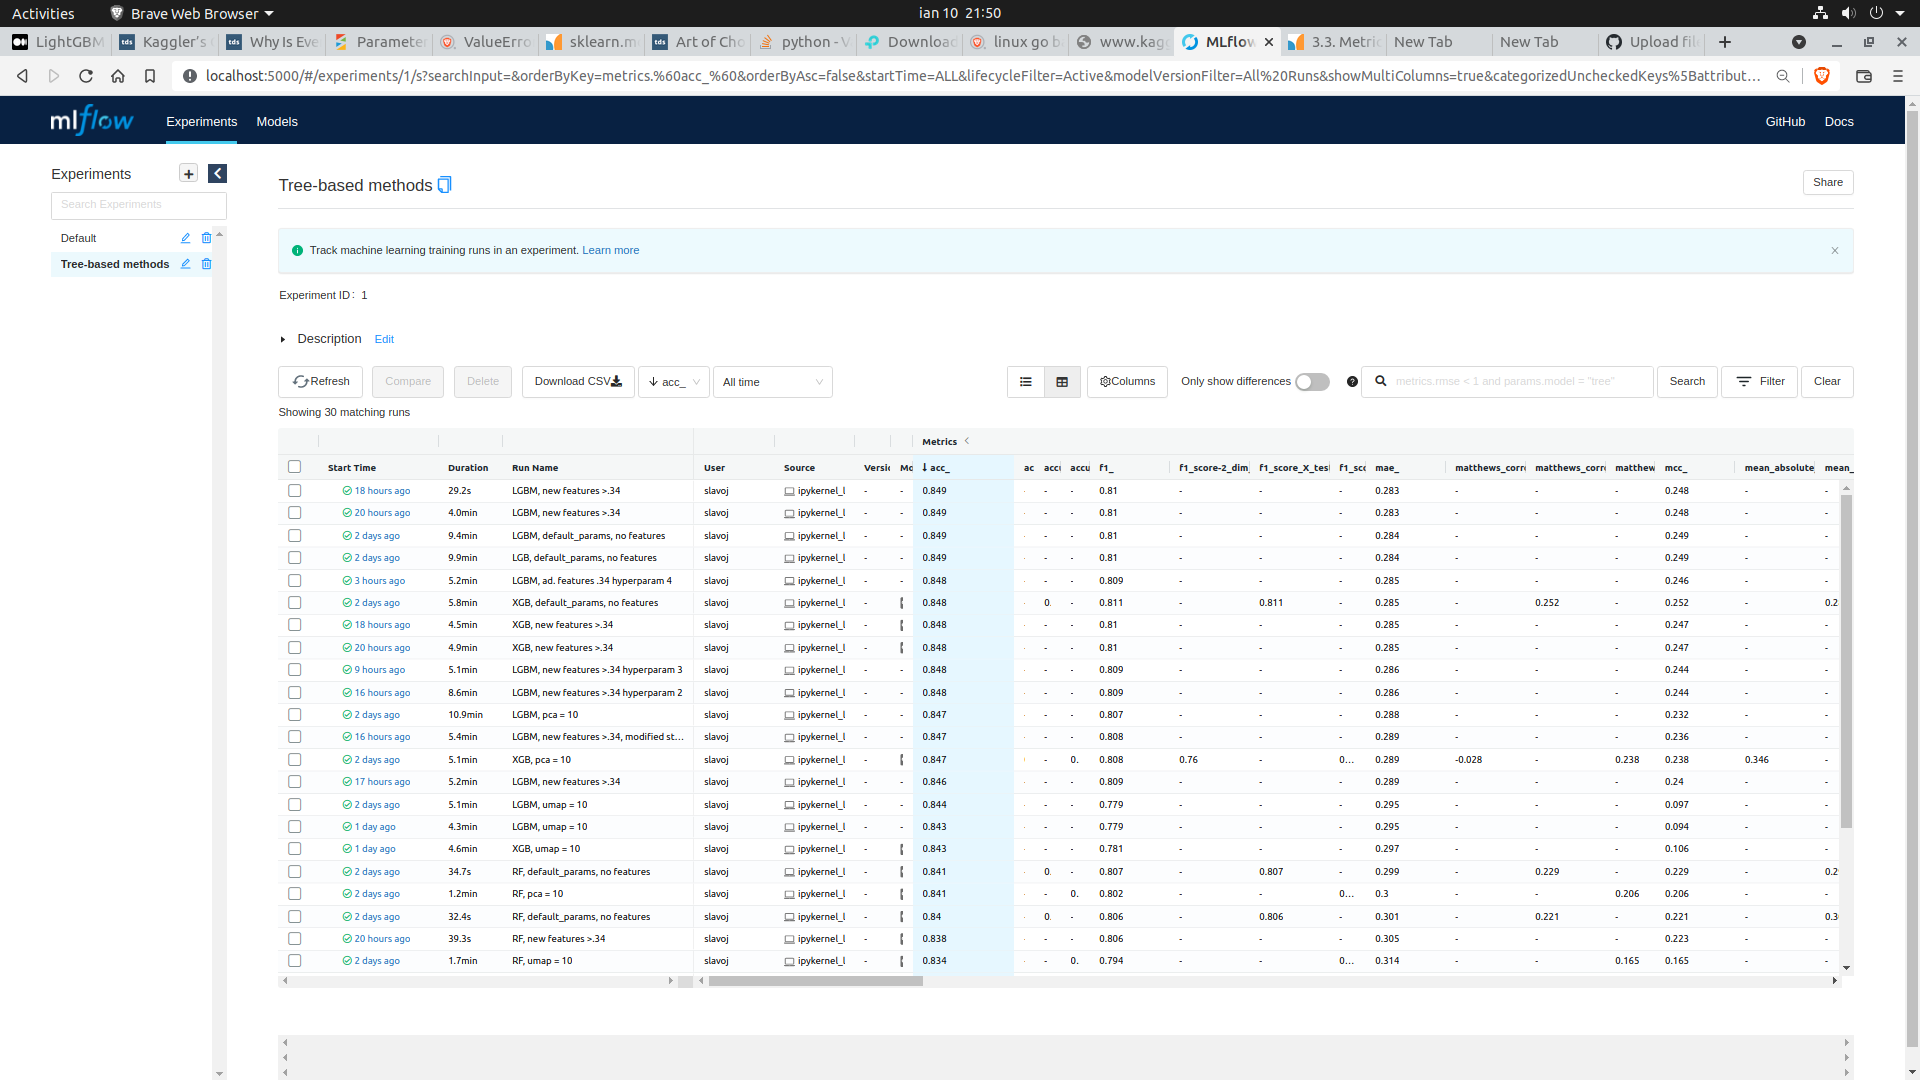 Activities Brave Web Browser ian 10 21:50
LightGBM Kaggler's Why Is Eve Parameter ValueErro sklearn.m Art of Cho python - V Download linux go b www.kagg MLflow 3.3. Metric New Tab New Tab Upload file
localhost:5000/#/experiments/1/s?searchInput=&orderByKey=metrics.%60acc_%60&orderByAsc=false&startTime=ALL&lifecycleFilter=Active&modelVersionFilter=All%20Runs&showMultiColumns=true&categorizedUncheckedKeys%5Battribut...
mlflow Experiments Models GitHub Docs
Experiments
Search Experiments
Default
Tree-based methods
Tree-based methods Share
Track machine learning training runs in an experiment. Learn more
Experiment ID: 1
Description Edit
Refresh Compare Delete Download CSV acc_ All time Columns Only show differences metrics.rmse < 1 and params.model = "tree" Search Filter Clear
Showing 30 matching runs
Metrics
Start Time Duration Run Name User Source Versio Mo ↓ acc_ ac accu accu f1_ f1_score-2_dim_ f1_score_X_test f1_sco mae_ matthews_corre matthews_corre matthew mcc_ mean_absolute_ mean_
18 hours ago 29.2s LGBM, new features >.34 slavoj ipykernel_l - - 0.849 - - 0.81 - - 0.283 - - - 0.248 - -
20 hours ago 4.0min LGBM, new features >.34 slavoj ipykernel_l - - 0.849 - - 0.81 - - 0.283 - - - 0.248 - -
2 days ago 9.4min LGBM, default_params, no features slavoj ipykernel_l - - 0.849 - - 0.81 - - 0.284 - - - 0.249 - -
2 days ago 9.9min LGB, default_params, no features slavoj ipykernel_l - - 0.849 - - 0.81 - - 0.284 - - - 0.249 - -
3 hours ago 5.2min LGBM, ad. features .34 hyperparam 4 slavoj ipykernel_l - - 0.848 - - 0.809 - - 0.285 - - - 0.246 - -
2 days ago 5.8min XGB, default_params, no features slavoj ipykernel_l - 0.848 0. - 0.811 - 0.811 0.285 - 0.252 - 0.252 - 0.2
18 hours ago 4.5min XGB, new features >.34 slavoj ipykernel_l - 0.848 - - 0.81 - - 0.285 - - - 0.247 - -
20 hours ago 4.9min XGB, new features >.34 slavoj ipykernel_l - 0.848 - - 0.81 - - 0.285 - - - 0.247 - -
9 hours ago 5.1min LGBM, new features >.34 hyperparam 3 slavoj ipykernel_l - - 0.848 - - 0.809 - - 0.286 - - - 0.244 - -
16 hours ago 8.6min LGBM, new features >.34 hyperparam 2 slavoj ipykernel_l - - 0.848 - - 0.809 - - 0.286 - - - 0.244 - -
2 days ago 10.9min LGBM, pca = 10 slavoj ipykernel_l - - 0.847 - - 0.807 - - 0.288 - - - 0.232 - -
16 hours ago 5.4min LGBM, new features >.34, modified st... slavoj ipykernel_l - - 0.847 - - 0.808 - - 0.289 - - - 0.236 - -
2 days ago 5.1min XGB, pca = 10 slavoj ipykernel_l - 0.847 - 0. 0.808 0.76 - 0... 0.289 -0.028 - 0.238 0.238 0.346 -
17 hours ago 5.2min LGBM, new features >.34 slavoj ipykernel_l - - 0.846 - - 0.809 - - 0.289 - - - 0.24 - -
2 days ago 5.1min LGBM, umap = 10 slavoj ipykernel_l - - 0.844 - - 0.779 - - 0.295 - - - 0.097 - -
1 day ago 4.3min LGBM, umap = 10 slavoj ipykernel_l - - 0.843 - - 0.779 - - 0.295 - - - 0.094 - -
1 day ago 4.6min XGB, umap = 10 slavoj ipykernel_l - 0.843 - - 0.781 - - 0.297 - - - 0.106 - -
2 days ago 34.7s RF, default_params, no features slavoj ipykernel_l - 0.841 0. - 0.807 - 0.807 0.299 - 0.229 - 0.229 - 0.2
2 days ago 1.2min RF, pca = 10 slavoj ipykernel_l - 0.841 - 0. 0.802 - - 0... 0.3 - - 0.206 0.206 - -
2 days ago 32.4s RF, default_params, no features slavoj ipykernel_l - 0.84 0. - 0.806 - 0.806 0.301 - 0.221 - 0.221 - 0.3
20 hours ago 39.3s RF, new features >.34 slavoj ipykernel_l - 0.838 - - 0.806 - - 0.305 - - - 0.223 - -
2 days ago 1.7min RF, umap = 10 slavoj ipykernel_l - 0.834 - 0. 0.794 - - 0... 0.314 - - 0.165 0.165 - -